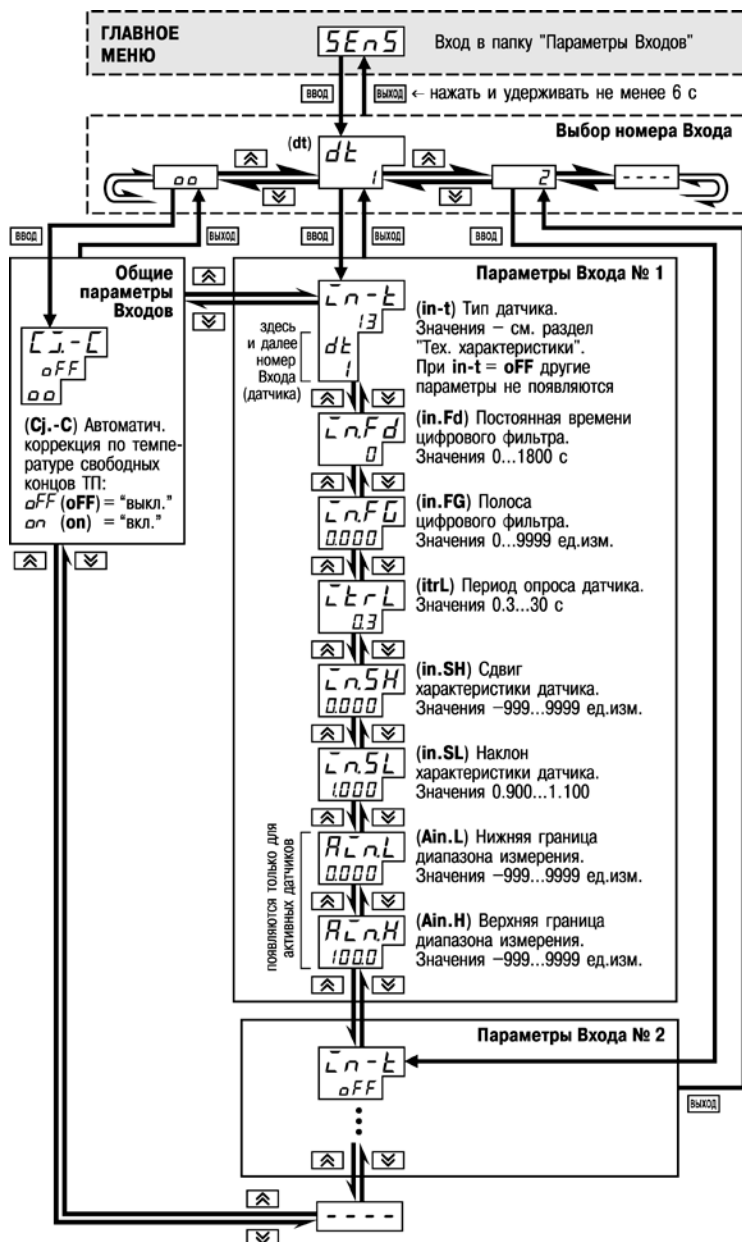 ГЛАВНОЕ
МЕНЮ
SEnS
Вход в папку "Параметры Входов"
ВВОД
ВЫХОД ← нажать и удерживать не менее 6 с
Выбор номера Входа
(dt)
dt
1
oo
2
----
ВВОД
ВЫХОД
ВВОД
ВЫХОД
ВВОД
Общие
параметры
Входов
Cj.-C
oFF
oo
(Cj.-C) Автоматич.
коррекция по темпе-
ратуре свободных
концов ТП:
oFF (oFF) = “выкл.”
on (on) = “вкл.”
Параметры Входа № 1
in-t
13
dt
1
здесь
и далее
номер
Входа
(датчика)
(in-t) Тип датчика.
Значения – см. раздел
"Тех. характеристики".
При in-t = oFF другие
параметры не появляются
in.Fd
0
(in.Fd) Постоянная времени
цифрового фильтра.
Значения 0...1800 с
in.FG
0.000
(in.FG) Полоса
цифрового фильтра.
Значения 0...9999 ед.изм.
itrL
0.3
(itrL) Период опроса датчика.
Значения 0.3...30 с
in.SH
0.000
(in.SH) Сдвиг
характеристики датчика.
Значения −999...9999 ед.изм.
in.SL
1.000
(in.SL) Наклон
характеристики датчика.
Значения 0.900...1.100
появляются только для
активных датчиков
Ain.L
0.000
(Ain.L) Нижняя граница
диапазона измерения.
Значения −999...9999 ед.изм.
Ain.H
100.0
(Ain.H) Верхняя граница
диапазона измерения.
Значения −999...9999 ед.изм.
Параметры Входа № 2
in-t
oFF
ВЫХОД
----